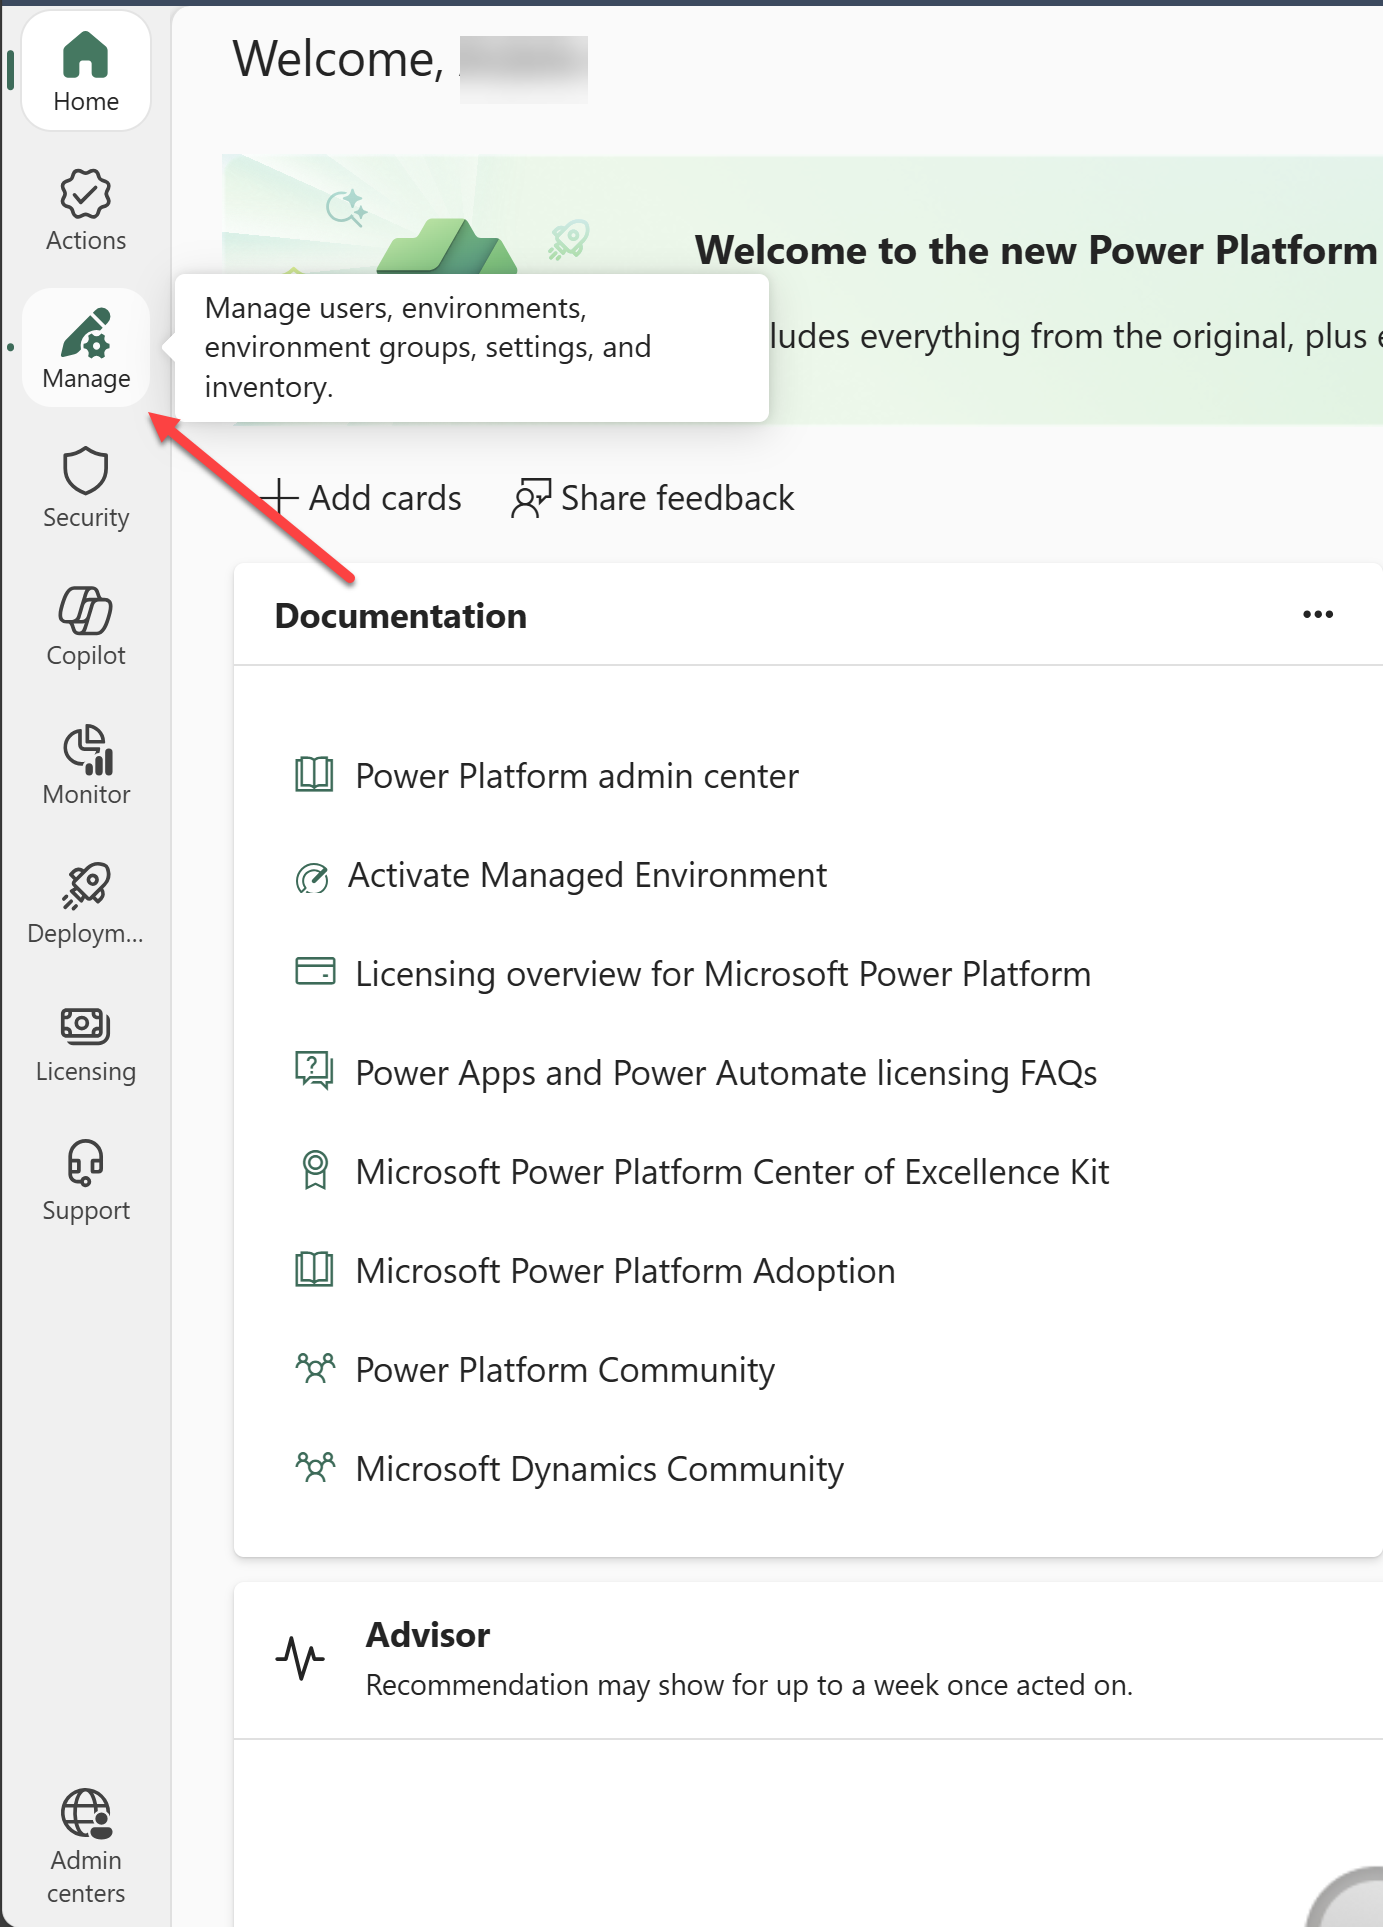 Home
Actions
Manage
Security
Copilot
Monitor
Deploym...
Licensing
Support
Admin
centers
Welcome,
Welcome to the new Power Platform
ludes everything from the original, plus
Manage users, environments,
environment groups, settings, and
inventory.
Add cards
Share feedback
Documentation
Power Platform admin center
Activate Managed Environment
Licensing overview for Microsoft Power Platform
Power Apps and Power Automate licensing FAQs
Microsoft Power Platform Center of Excellence Kit
Microsoft Power Platform Adoption
Power Platform Community
Microsoft Dynamics Community
Advisor
Recommendation may show for up to a week once acted on.